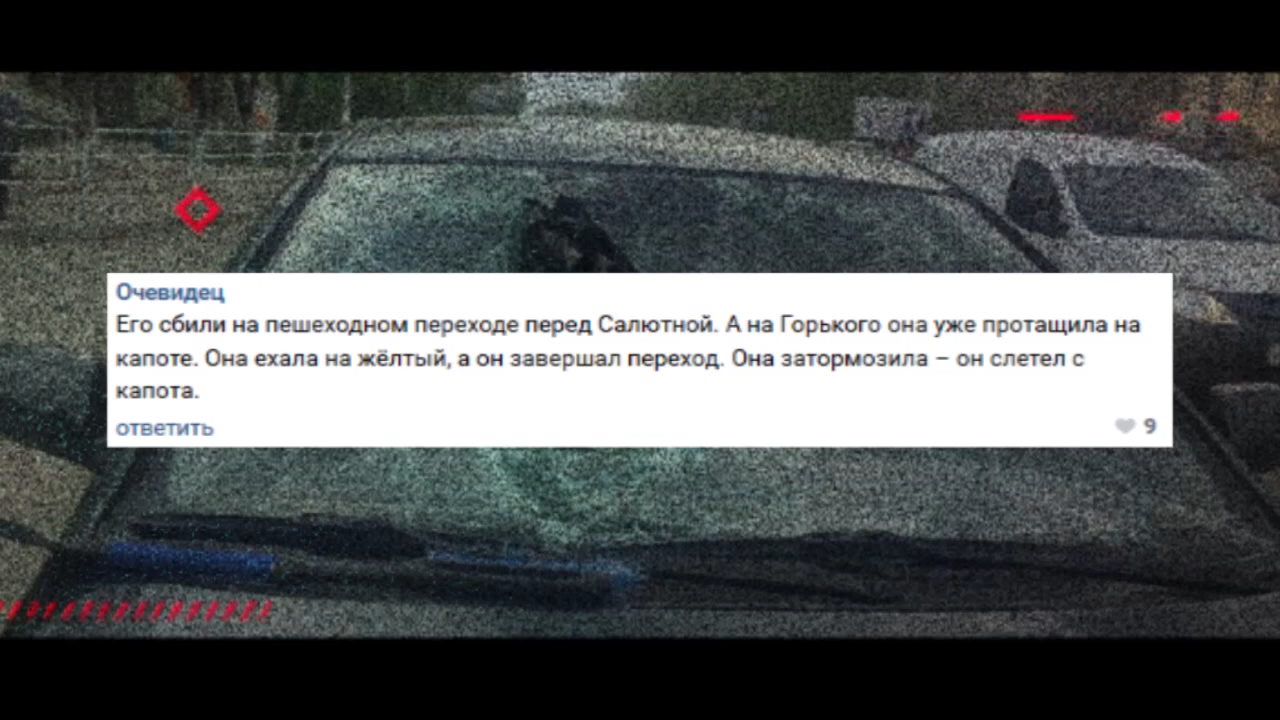 Очевидец
Его сбили на пешеходном переходе перед Салютной. А на Горького она уже протащила на
капоте. Она ехала на жёлтый, а он завершал переход. Она затормозила – он слетел с
капота.
ответить
9